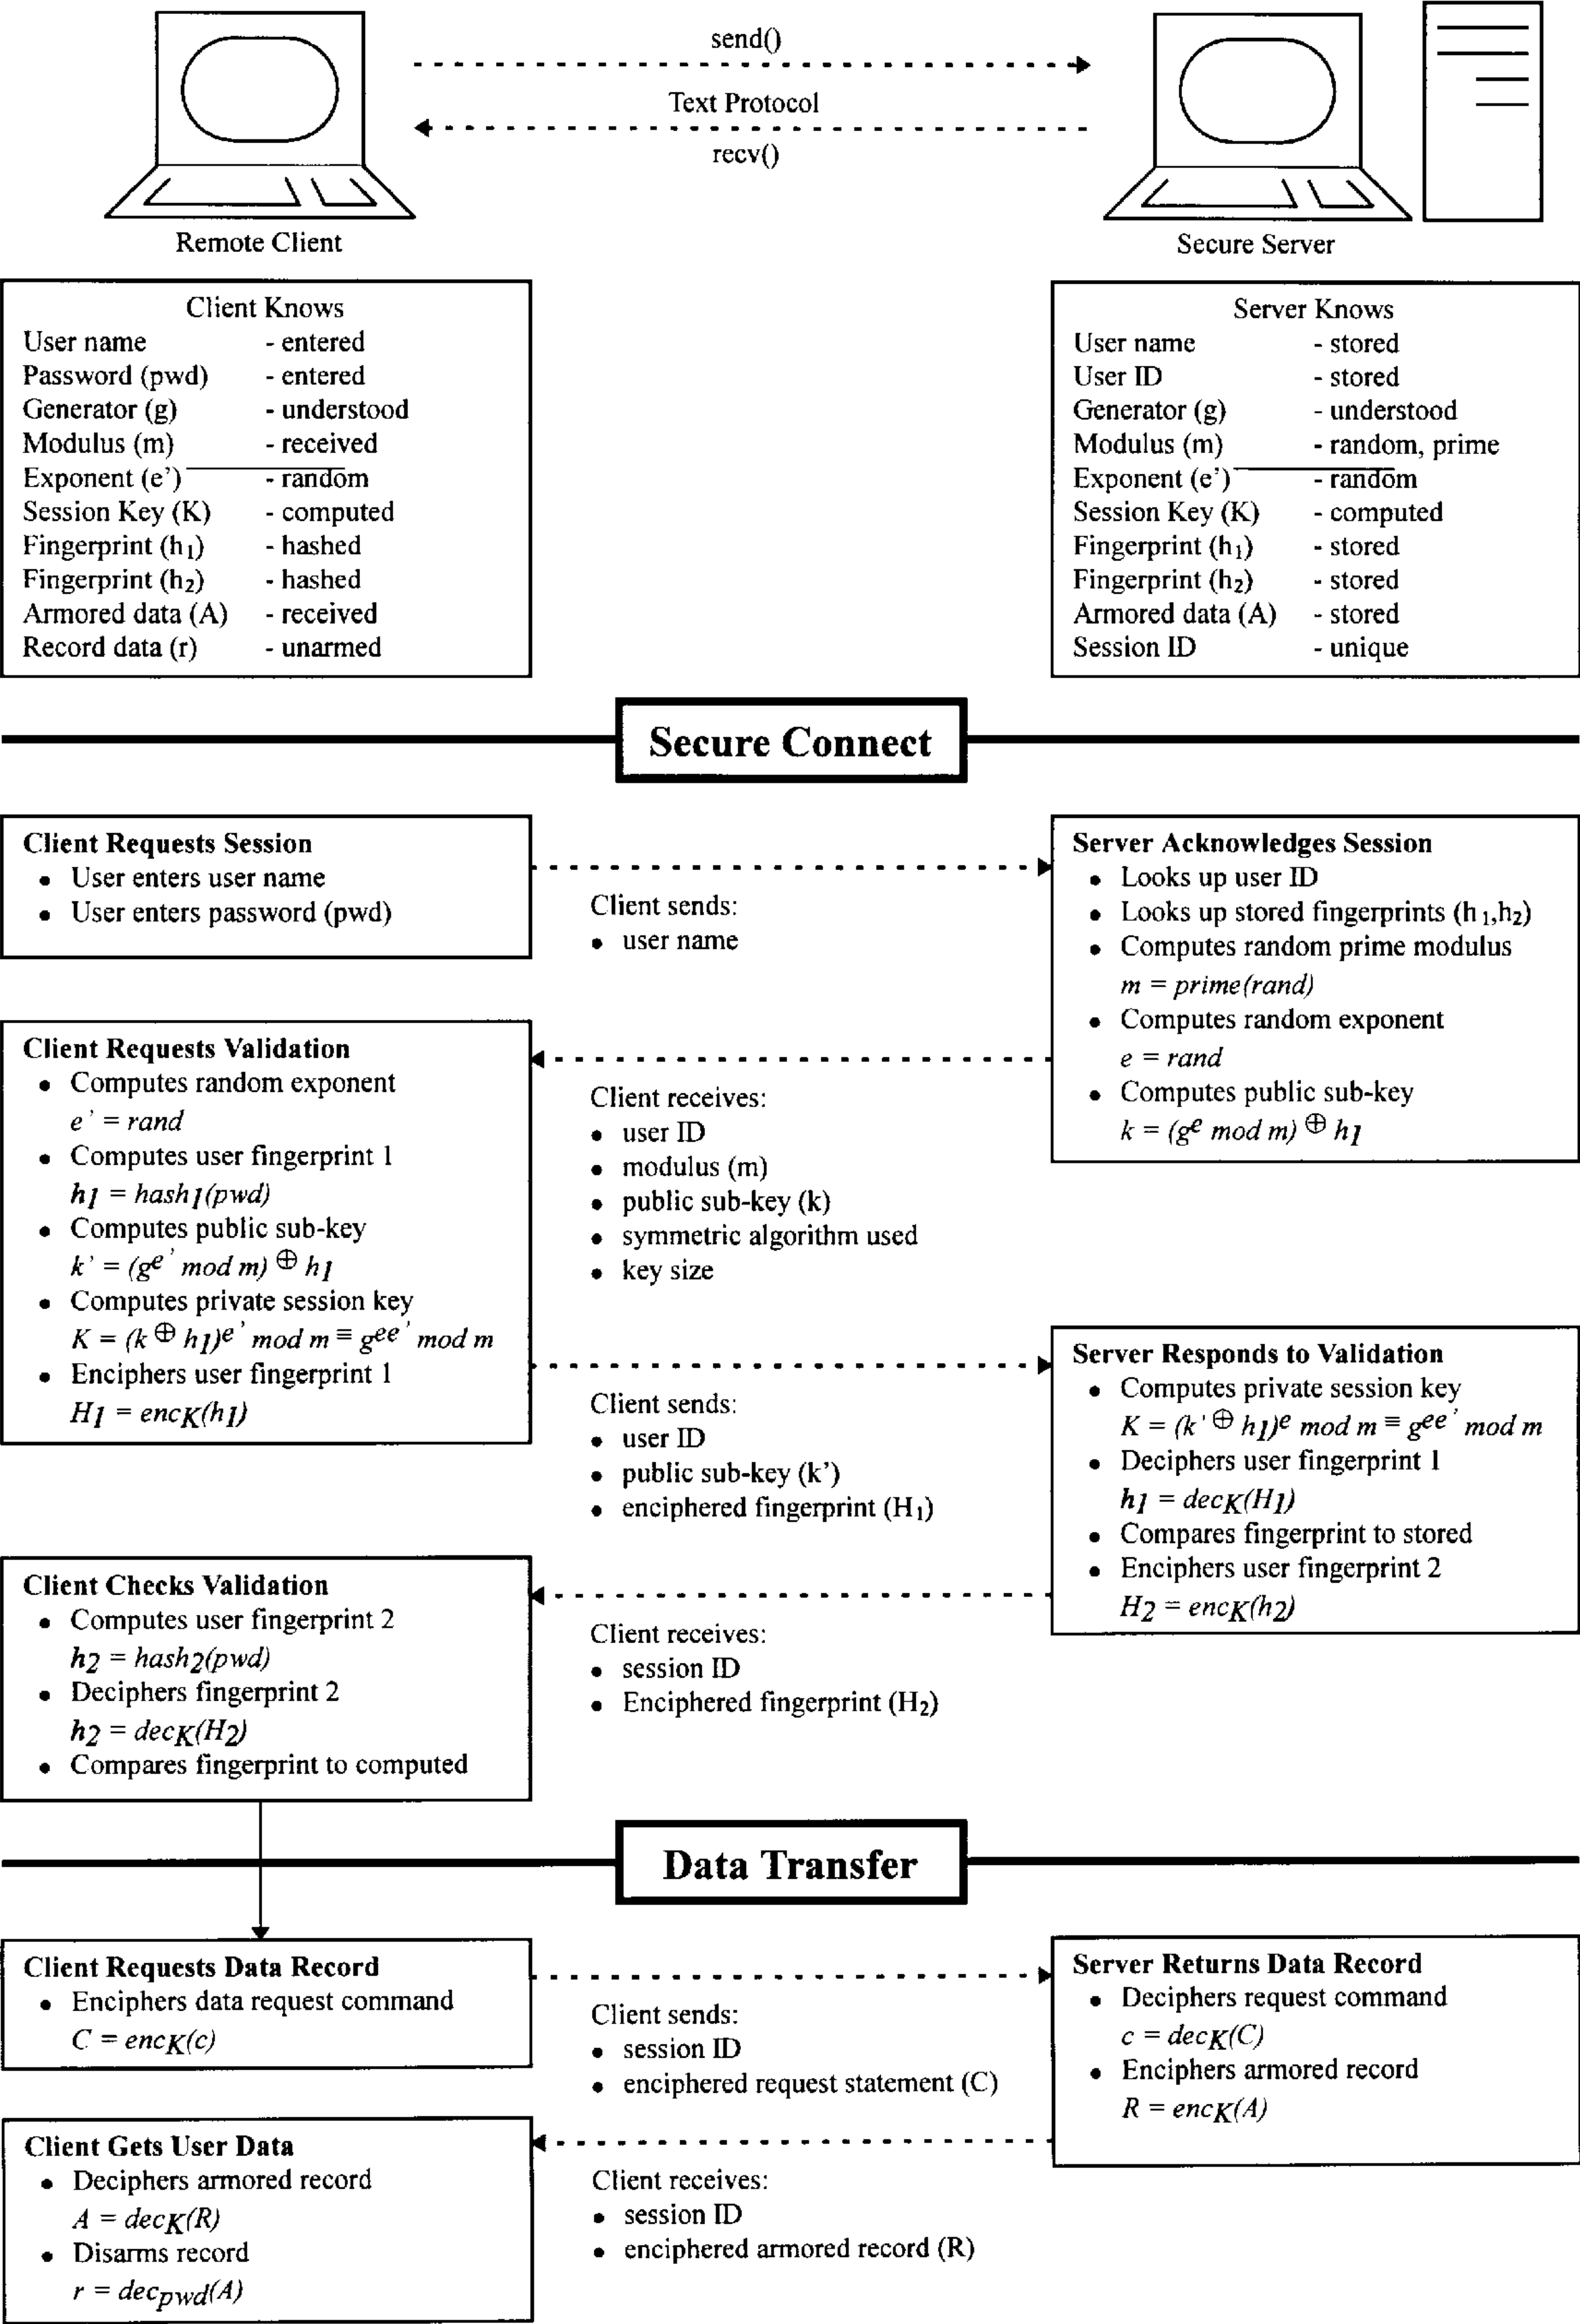 send()
Text Protocol
recv()
Remote Client
Secure Server
Client Knows
User name - entered
Password (pwd) - entered
Generator (g) - understood
Modulus (m) - received
Exponent (e’) - random
Session Key (K) - computed
Fingerprint (h1) - hashed
Fingerprint (h2) - hashed
Armored data (A) - received
Record data (r) - unarmed
Server Knows
User name - stored
User ID - stored
Generator (g) - understood
Modulus (m) - random, prime
Exponent (e’) - random
Session Key (K) - computed
Fingerprint (h1) - stored
Fingerprint (h2) - stored
Armored data (A) - stored
Session ID - unique
Secure Connect
Client Requests Session
• User enters user name
• User enters password (pwd)
Client sends:
• user name
Server Acknowledges Session
• Looks up user ID
• Looks up stored fingerprints (h1,h2)
• Computes random prime modulus
m = prime(rand)
• Computes random exponent
e = rand
• Computes public sub-key
k = (g^e mod m) ⊕ h1
Client Requests Validation
• Computes random exponent
e’ = rand
• Computes user fingerprint 1
h1 = hash1(pwd)
• Computes public sub-key
k’ = (g^e’ mod m) ⊕ h1
• Computes private session key
K = (k ⊕ h1)^e’ mod m ≡ g^ee’ mod m
• Enciphers user fingerprint 1
H1 = encK(h1)
Client receives:
• user ID
• modulus (m)
• public sub-key (k)
• symmetric algorithm used
• key size
Client sends:
• user ID
• public sub-key (k’)
• enciphered fingerprint (H1)
Server Responds to Validation
• Computes private session key
K = (k’ ⊕ h1)^e mod m ≡ g^ee’ mod m
• Deciphers user fingerprint 1
h1 = decK(H1)
• Compares fingerprint to stored
• Enciphers user fingerprint 2
H2 = encK(h2)
Client Checks Validation
• Computes user fingerprint 2
h2 = hash2(pwd)
• Deciphers fingerprint 2
h2 = decK(H2)
• Compares fingerprint to computed
Client receives:
• session ID
• Enciphered fingerprint (H2)
Data Transfer
Client Requests Data Record
• Enciphers data request command
C = encK(c)
Client sends:
• session ID
• enciphered request statement (C)
Server Returns Data Record
• Deciphers request command
c = decK(C)
• Enciphers armored record
R = encK(A)
Client Gets User Data
• Deciphers armored record
A = decK(R)
• Disarms record
r = decpwd(A)
Client receives:
• session ID
• enciphered armored record (R)